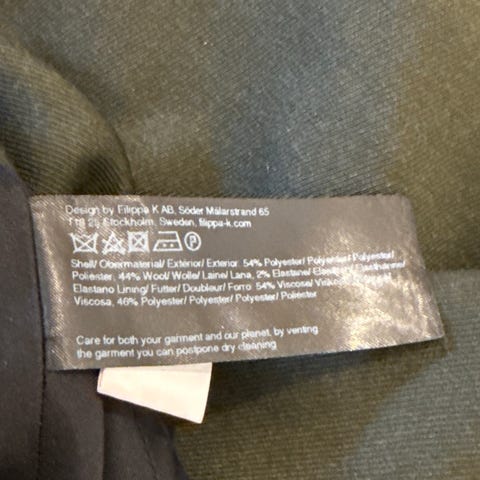 Design by Filippa K AB, Söder Mälarstrand 65
118 25 Stockholm, Sweden, filippa-k.com
P
Shell/ Obermaterial/ Extérior/ Exterior: 54% Polyester/ Polyester/ Polyester/
Poliester, 44% Wool/ Wolle/ Laine/ Lana, 2% Elastane/ Elasthan/ Élasthanne/
Elastano Lining/ Futter/ Doubleur/ Forro: 54% Viscose/ Viskose/
Viscosa, 46% Polyester/ Polyester/ Polyester/ Poliester
Care for both your garment and our planet, by venting
the garment you can postpone dry cleaning